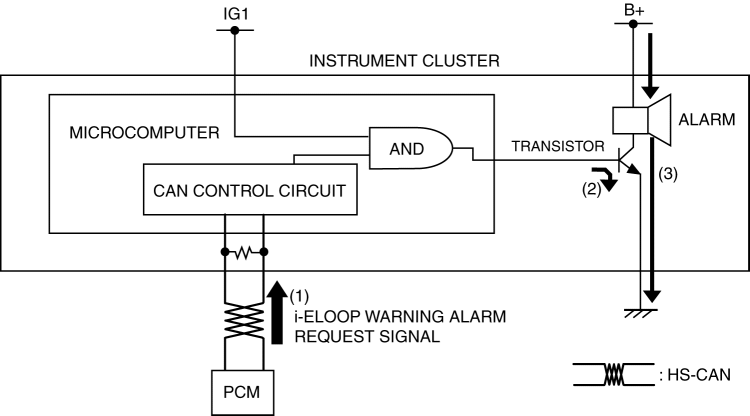 IG1
B+
INSTRUMENT CLUSTER
MICROCOMPUTER
AND
TRANSISTOR
ALARM
CAN CONTROL CIRCUIT
(2)
(3)
(1)
i-ELOOP WARNING ALARM
REQUEST SIGNAL
PCM
: HS-CAN